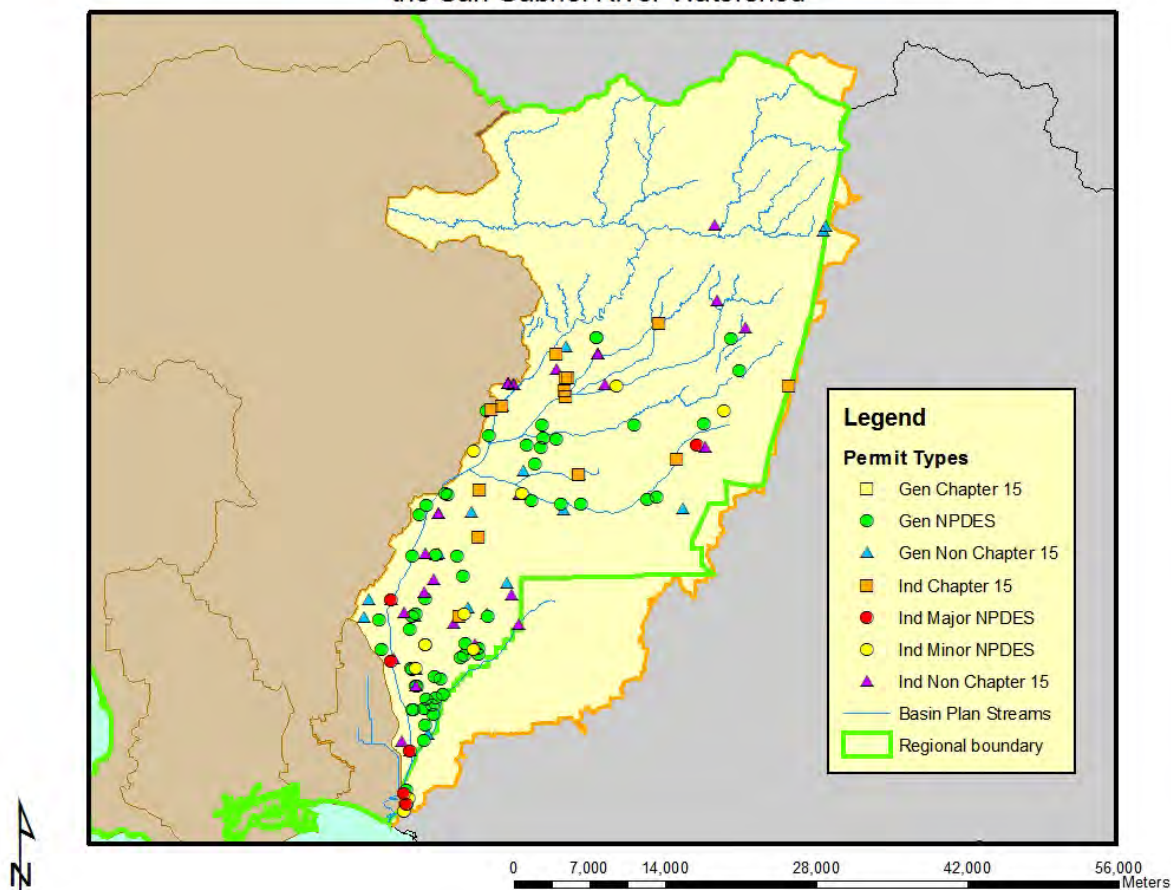 the San Gabriel River Watershed
Legend
Permit Types
Gen Chapter 15
Gen NPDES
Gen Non Chapter 15
Ind Chapter 15
Ind Major NPDES
Ind Minor NPDES
Ind Non Chapter 15
Basin Plan Streams
Regional boundary
N
0 7,000 14,000 28,000 42,000 56,000
Meters